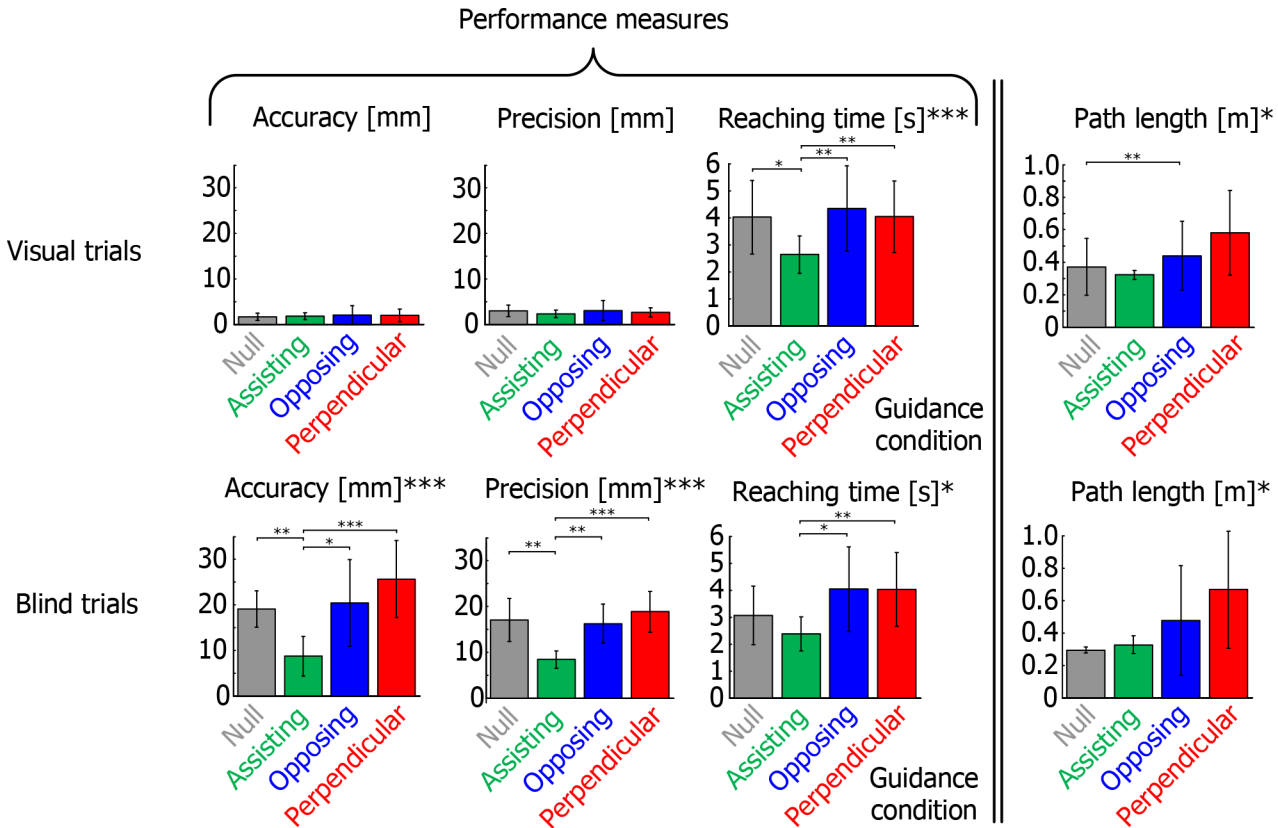 Performance measures
Accuracy [mm]
Precision [mm]
Reaching time [s]***
Path length [m]*
Visual trials
30
20
10
0
Null
Assisting
Opposing
Perpendicular
30
20
10
0
Null
Assisting
Opposing
Perpendicular
*
**
**
6
5
4
3
2
1
0
Null
Assisting
Opposing
Perpendicular
Guidance
condition
**
1.0
0.8
0.6
0.4
0.2
0
Null
Assisting
Opposing
Perpendicular
Accuracy [mm]***
Precision [mm]***
Reaching time [s]*
Path length [m]*
Blind trials
**
***
*
30
20
10
0
Null
Assisting
Opposing
Perpendicular
**
***
**
30
20
10
0
Null
Assisting
Opposing
Perpendicular
**
*
6
5
4
3
2
1
0
Null
Assisting
Opposing
Perpendicular
Guidance
condition
1.0
0.8
0.6
0.4
0.2
0
Null
Assisting
Opposing
Perpendicular